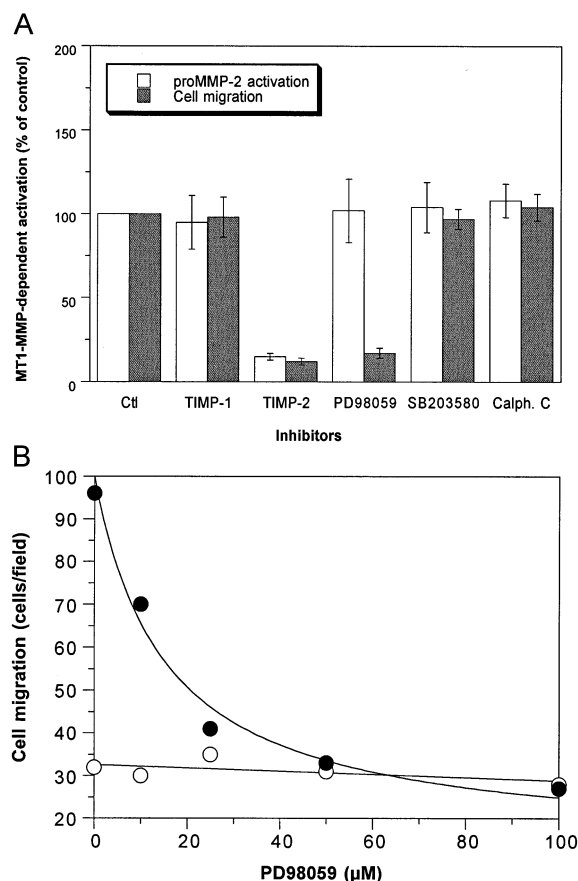 A
MT1-MMP-dependent activation (% of control)
200
150
100
50
0
proMMP-2 activation
Cell migration
Ctl TIMP-1 TIMP-2 PD98059 SB203580 Calph. C
Inhibitors
B
Cell migration (cells/field)
100
90
70
50
40
30
20
0 20 40 60 80 100
PD98059 (µM)